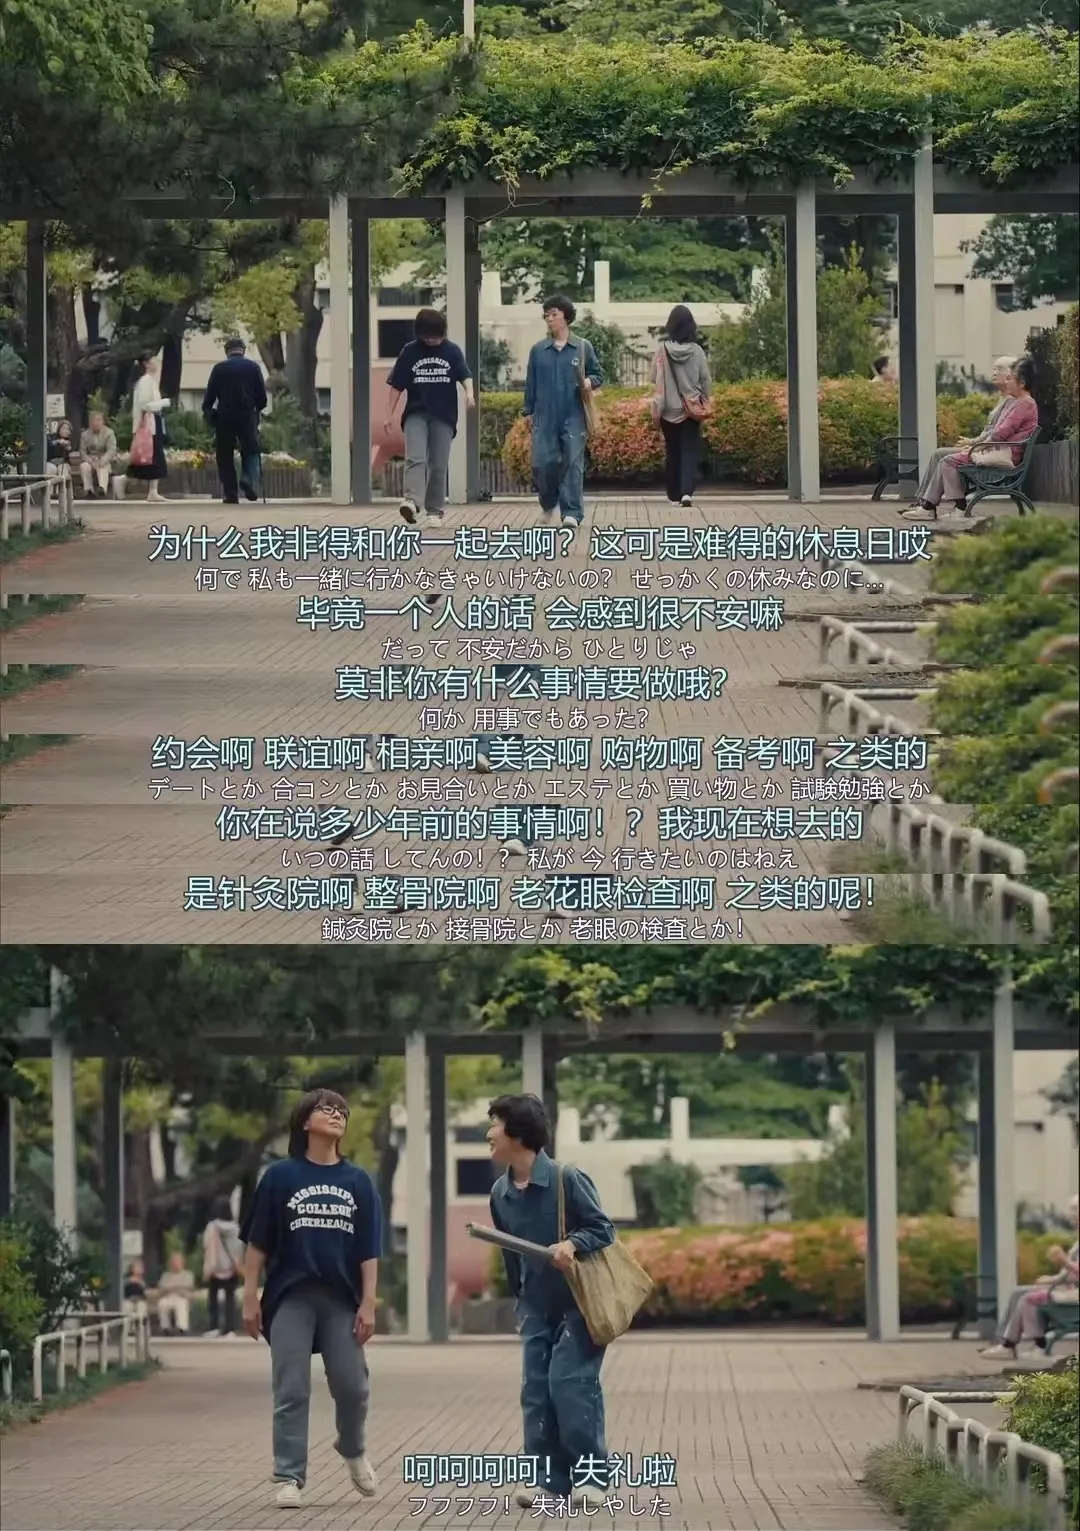 MISSISSIPPI
COLLEGE
CHEERLEADER
为什么我非得和你一起去啊？这可是难得的休息日哎
何で 私も一緒に行かなきゃいけないの？ せっかくの休みなのに…
毕竟一个人的话 会感到很不安嘛
だって 不安だから ひとりじゃ
莫非你有什么事情要做哦？
何か 用事でもあった？
约会啊 联谊啊 相亲啊 美容啊 购物啊 备考啊 之类的
デートとか 合コンとか お見合いとか エステとか 買い物とか 試験勉強とか
你在说多少年前的事情啊！？我现在想去的
いつの話 してんの！？ 私が 今 行きたいのはねえ
是针灸院啊 整骨院啊 老花眼检查啊 之类的呢！
鍼灸院とか 接骨院とか 老眼の検査とか！
MISSISSIPPI
COLLEGE
CHEERLEADER
呵呵呵呵！失礼啦
フフフフ！ 失礼しやした